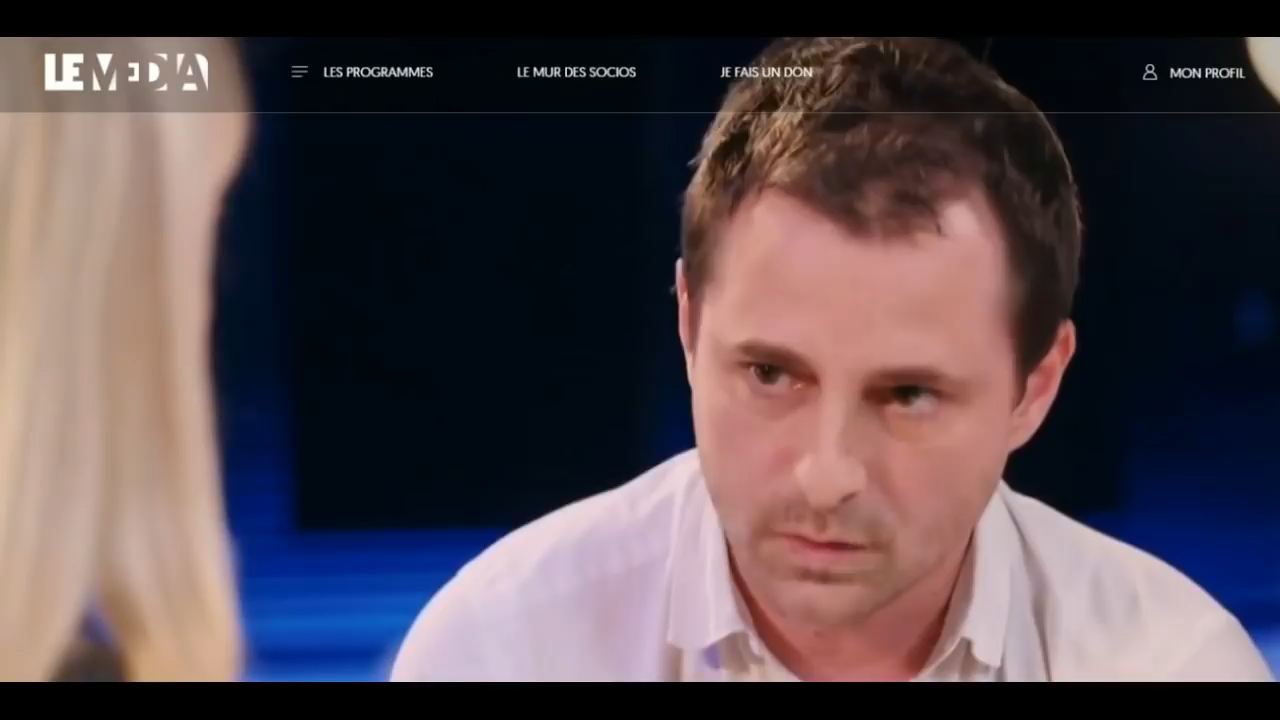 LE MEDIA
LES PROGRAMMES
LE MUR DES SOCIOS
JE FAIS UN DON
MON PROFIL